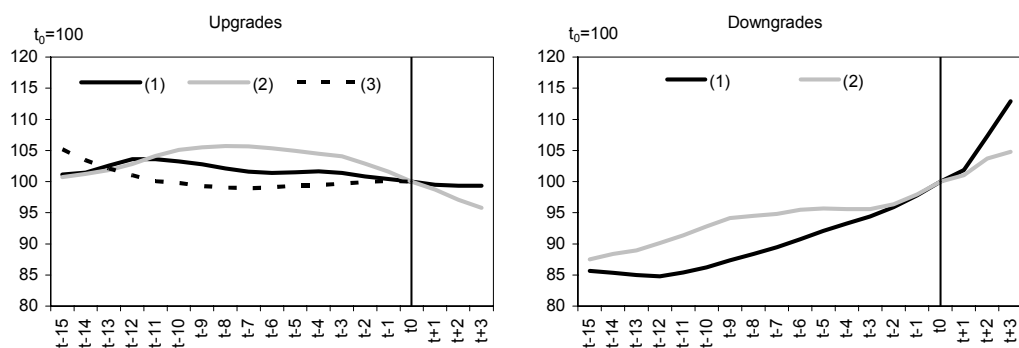 Upgrades
t₀=100
120
115
110
105
100
95
90
85
80
(1)
(2)
(3)
t-15
t-14
t-13
t-12
t-11
t-10
t-9
t-8
t-7
t-6
t-5
t-4
t-3
t-2
t-1
t0
t+1
t+2
t+3
Downgrades
t₀=100
120
115
110
105
100
95
90
85
80
(1)
(2)
t-15
t-14
t-13
t-12
t-11
t-10
t-9
t-8
t-7
t-6
t-5
t-4
t-3
t-2
t-1
t0
t+1
t+2
t+3